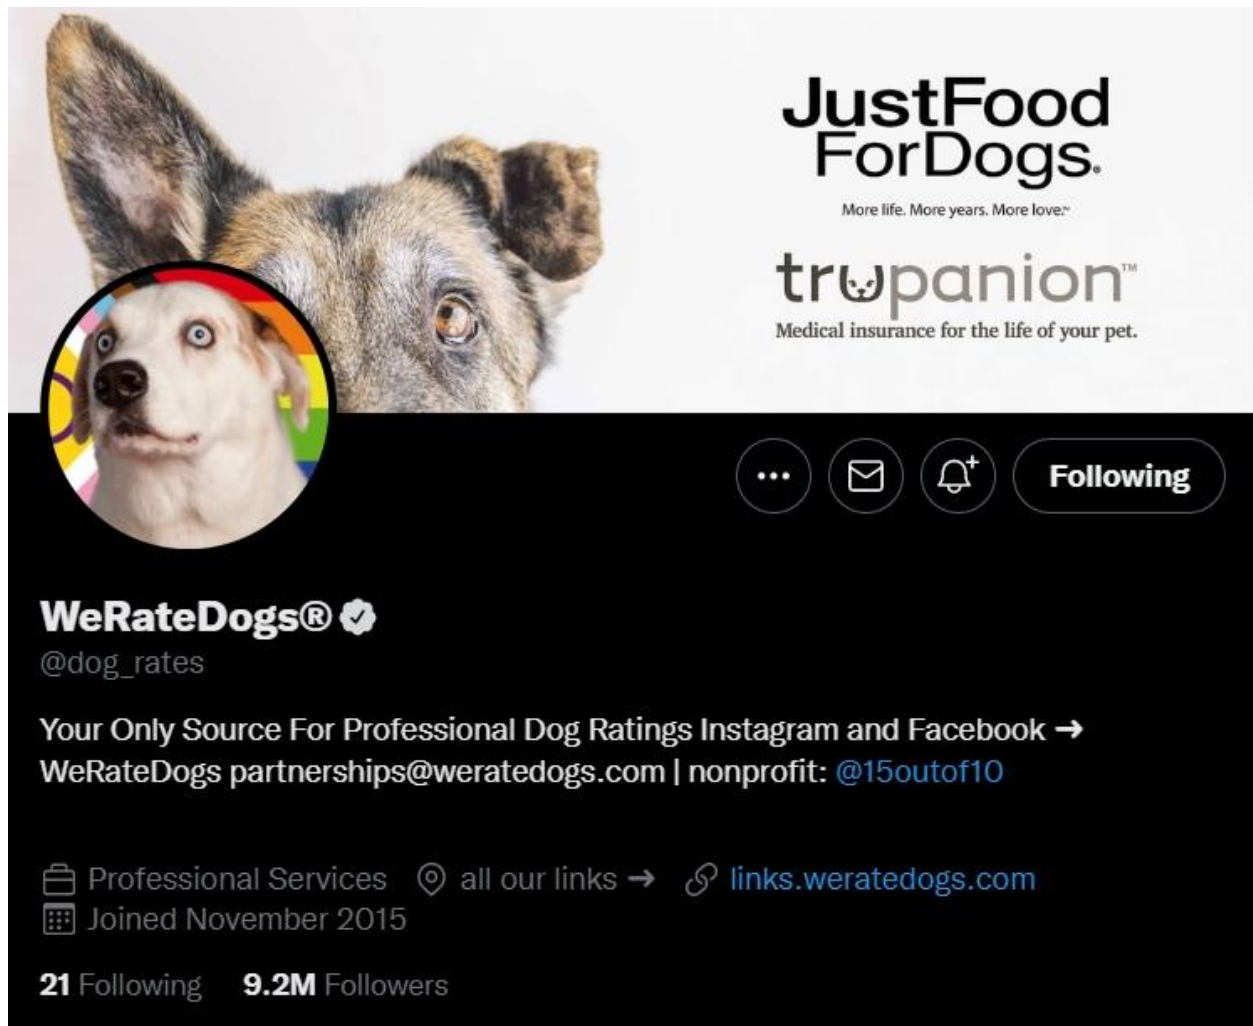 JustFood
ForDogs®
More life. More years. More love.™
trupanion™
Medical insurance for the life of your pet.
Following
WeRateDogs®
@dog_rates
Your Only Source For Professional Dog Ratings Instagram and Facebook →
WeRateDogs partnerships@weratedogs.com | nonprofit: @15outof10
Professional Services all our links → links.weratedogs.com
Joined November 2015
21 Following 9.2M Followers